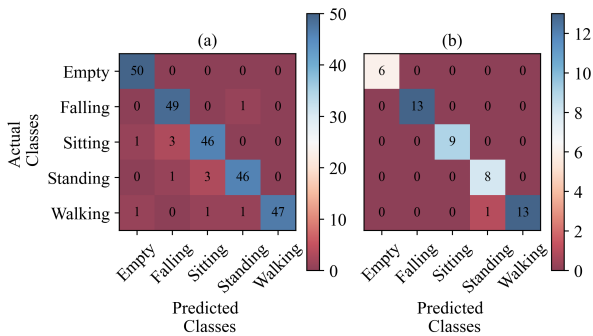 (a)
(b)
Actual
Classes
Empty
Falling
Sitting
Standing
Walking
50 0 0 0 0
0 49 0 1 0
1 3 46 0 0
0 1 3 46 0
1 0 1 1 47
50
40
30
20
10
0
6 0 0 0 0
0 13 0 0 0
0 0 9 0 0
0 0 0 8 0
0 0 0 1 13
12
10
8
6
4
2
0
Empty
Falling
Sitting
Standing
Walking
Predicted
Classes
Empty
Falling
Sitting
Standing
Walking
Predicted
Classes